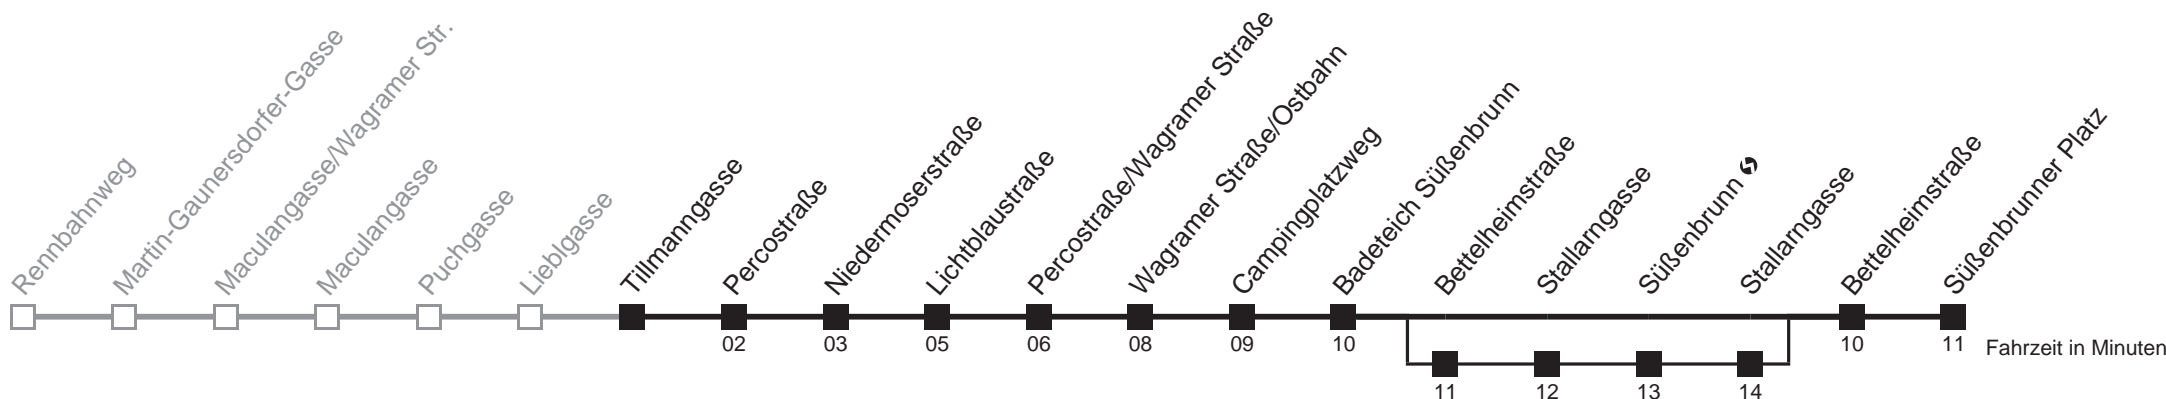 Rennbahnweg
Martin-Gaunersdorfer-Gasse
Maculangasse/Wagramer Str.
Maculangasse
Puchgasse
Lieblgasse
Tillmanngasse
Percostraße
Niedermoserstraße
Lichtblaustraße
Percostraße/Wagramer Straße
Wagramer Straße/Ostbahn
Campingplatzweg
Badeteich Süßenbrunn
Bettelheimstraße
Stallarngasse
Süßenbrunn
Stallarngasse
Bettelheimstraße
Süßenbrunner Platz
02 03 05 06 08 09 10 10 11 Fahrzeit in Minuten
11 12 13 14